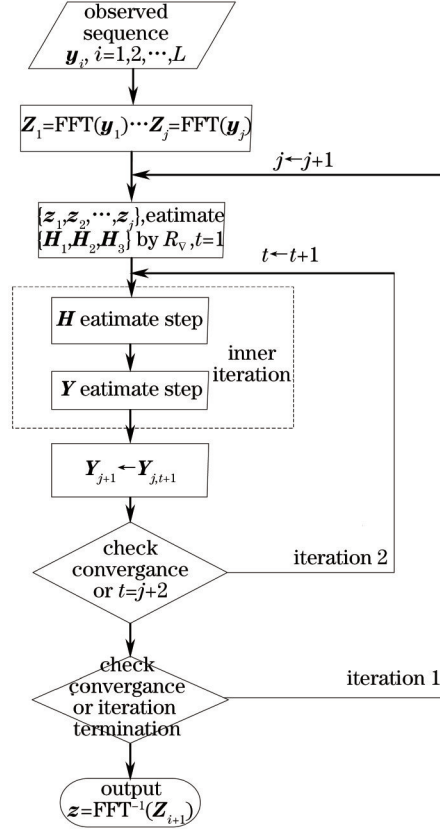 observed
sequence
y_i, i=1,2,⋯,L
Z_1=FFT(y_1)⋯Z_j=FFT(y_j)
j←j+1
{z_1,z_2,⋯,z_j},eatimate
{H_1,H_2,H_3} by R_∇,t=1
t←t+1
H eatimate step
inner
iteration
Y eatimate step
Y_{j+1}←Y_{j,t+1}
check
convergance
or t=j+2
iteration 2
check
convergance
or iteration
termination
iteration 1
output
z=FFT^{-1}(Z_{i+1})